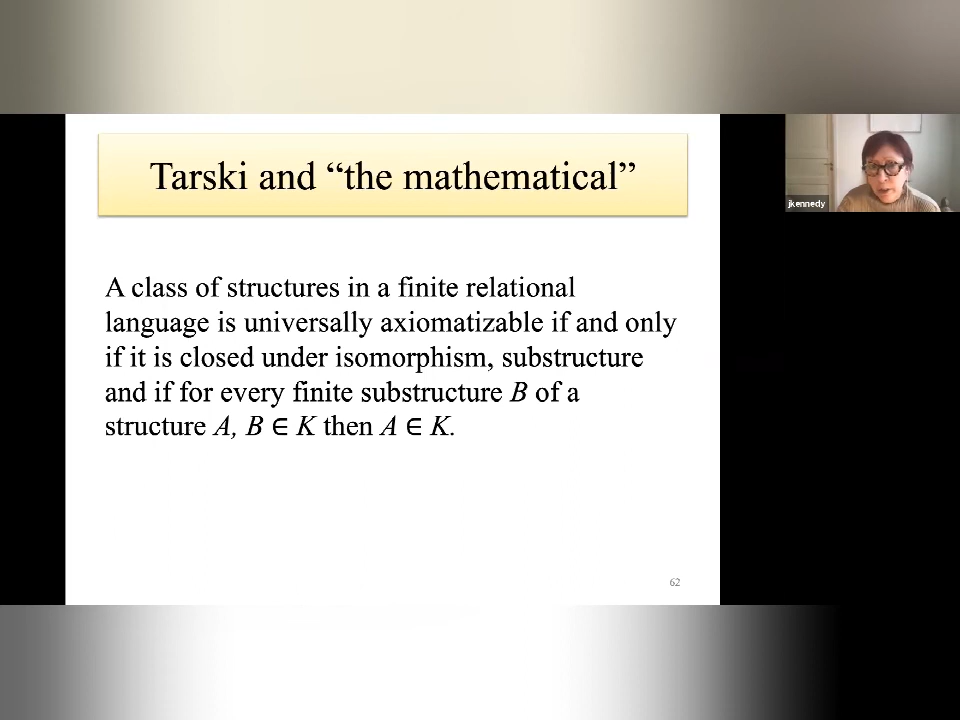 Tarski and “the mathematical”
jkennedy
A class of structures in a finite relational
language is universally axiomatizable if and only
if it is closed under isomorphism, substructure
and if for every finite substructure B of a
structure A, B ∈ K then A ∈ K.
62